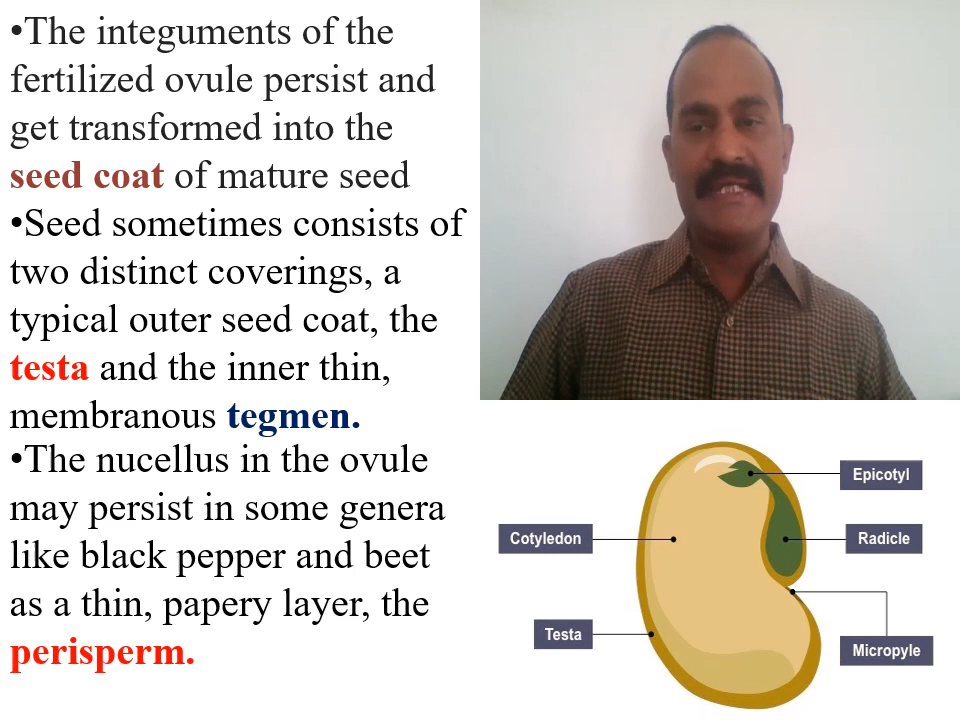 •The integuments of the
fertilized ovule persist and
get transformed into the
seed coat of mature seed
•Seed sometimes consists of
two distinct coverings, a
typical outer seed coat, the
testa and the inner thin,
membranous tegmen.
•The nucellus in the ovule
may persist in some genera
like black pepper and beet
as a thin, papery layer, the
perisperm.
Epicotyl
Cotyledon
Radicle
Testa
Micropyle